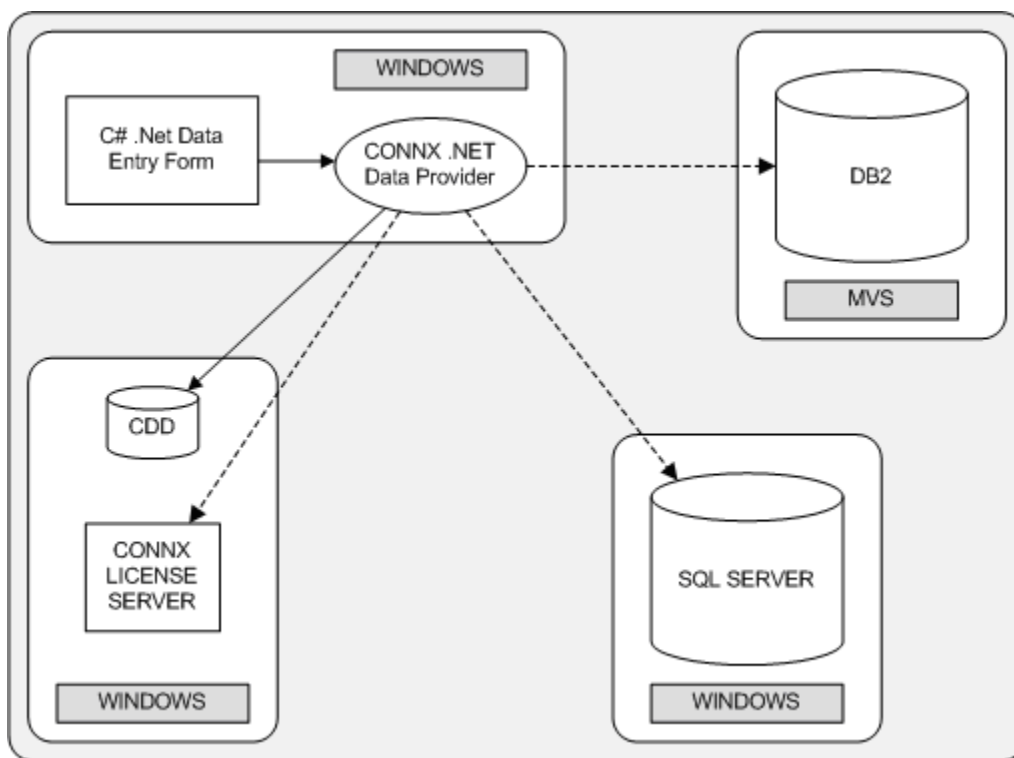 WINDOWS
C# .Net Data
Entry Form
CONNX .NET
Data Provider
DB2
MVS
CDD
CONNX
LICENSE
SERVER
WINDOWS
SQL SERVER
WINDOWS